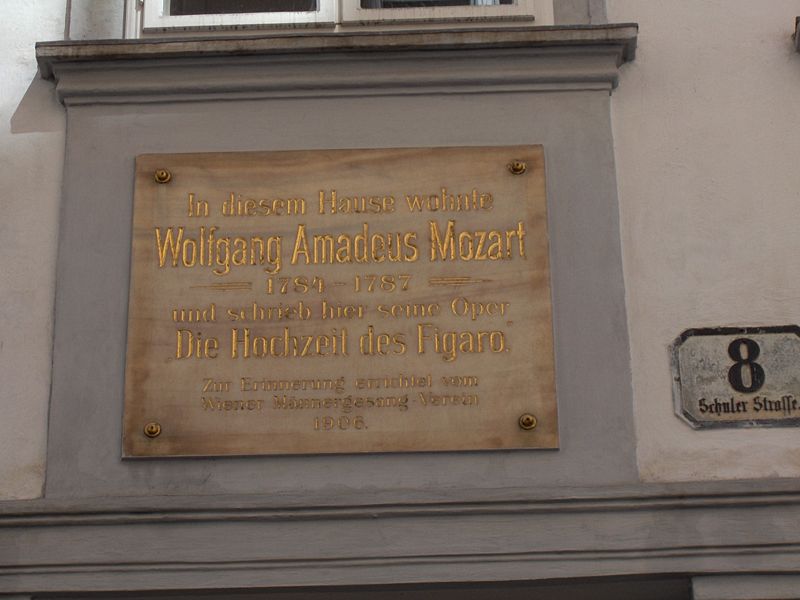 In diesem Hause wohnte
Wolfgang Amadeus Mozart
1784-1787
und schrieb hier seine Oper
„Die Hochzeit des Figaro."
Zur Erinnerung errichtet vom
Wiener Männergesang-Verein
1906.
8
Schuler Strasse.